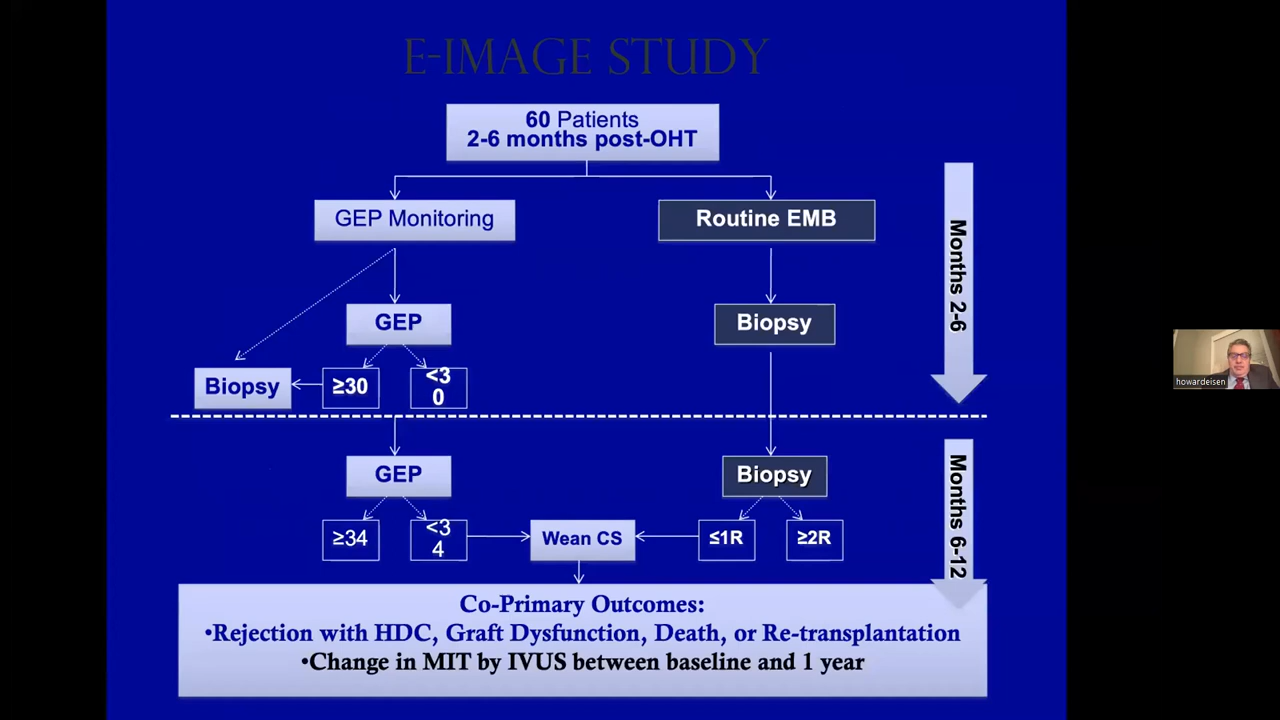 E-IMAGE STUDY
60 Patients
2-6 months post-OHT
GEP Monitoring
Routine EMB
Months 2-6
GEP
Biopsy
Biopsy
≥30
<3
0
GEP
Biopsy
Months 6-12
≥34
<3
4
Wean CS
≤1R
≥2R
Co-Primary Outcomes:
•Rejection with HDC, Graft Dysfunction, Death, or Re-transplantation
•Change in MIT by IVUS between baseline and 1 year
howardeisen